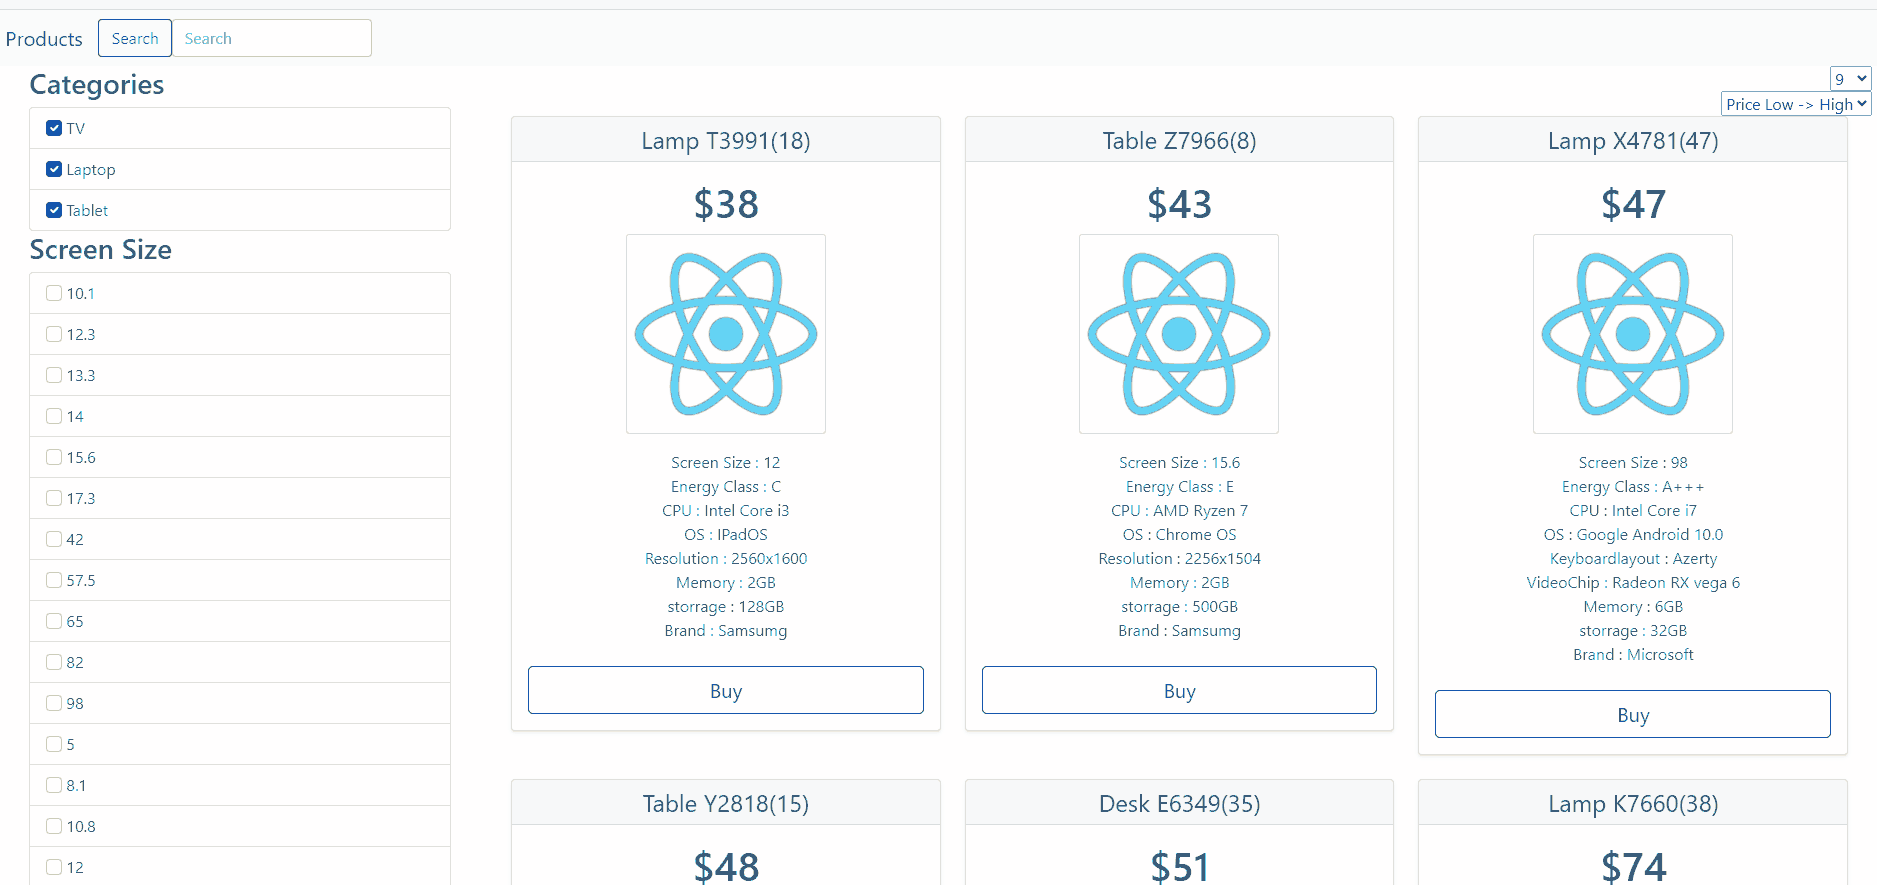 Products
Search
Search
Categories
TV
Laptop
Tablet
Screen Size
10.1
12.3
13.3
14
15.6
17.3
42
57.5
65
82
98
5
8.1
10.8
12
9
Price Low -> High
Lamp T3991(18)
$38
Screen Size : 12
Energy Class : C
CPU : Intel Core i3
OS : IPadOS
Resolution : 2560x1600
Memory : 2GB
storrage : 128GB
Brand : Samsumg
Buy
Table Z7966(8)
$43
Screen Size : 15.6
Energy Class : E
CPU : AMD Ryzen 7
OS : Chrome OS
Resolution : 2256x1504
Memory : 2GB
storrage : 500GB
Brand : Samsumg
Buy
Lamp X4781(47)
$47
Screen Size : 98
Energy Class : A+++
CPU : Intel Core i7
OS : Google Android 10.0
Keyboardlayout : Azerty
VideoChip : Radeon RX vega 6
Memory : 6GB
storrage : 32GB
Brand : Microsoft
Buy
Table Y2818(15)
$48
Desk E6349(35)
$51
Lamp K7660(38)
$74